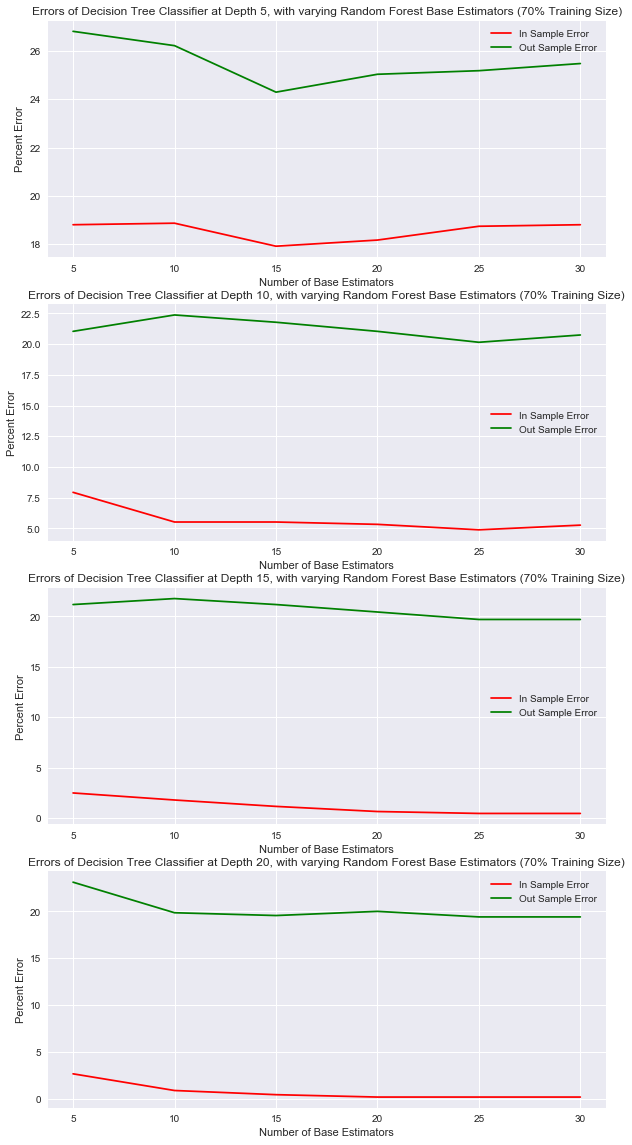 Errors of Decision Tree Classifier at Depth 5, with varying Random Forest Base Estimators (70% Training Size)
In Sample Error
Out Sample Error
26
24
22
20
18
Percent Error
5 10 15 20 25 30
Number of Base Estimators
Errors of Decision Tree Classifier at Depth 10, with varying Random Forest Base Estimators (70% Training Size)
22.5
20.0
17.5
15.0
12.5
10.0
7.5
5.0
Percent Error
In Sample Error
Out Sample Error
5 10 15 20 25 30
Number of Base Estimators
Errors of Decision Tree Classifier at Depth 15, with varying Random Forest Base Estimators (70% Training Size)
20
15
10
5
0
Percent Error
In Sample Error
Out Sample Error
5 10 15 20 25 30
Number of Base Estimators
Errors of Decision Tree Classifier at Depth 20, with varying Random Forest Base Estimators (70% Training Size)
In Sample Error
Out Sample Error
20
15
10
5
0
Percent Error
5 10 15 20 25 30
Number of Base Estimators